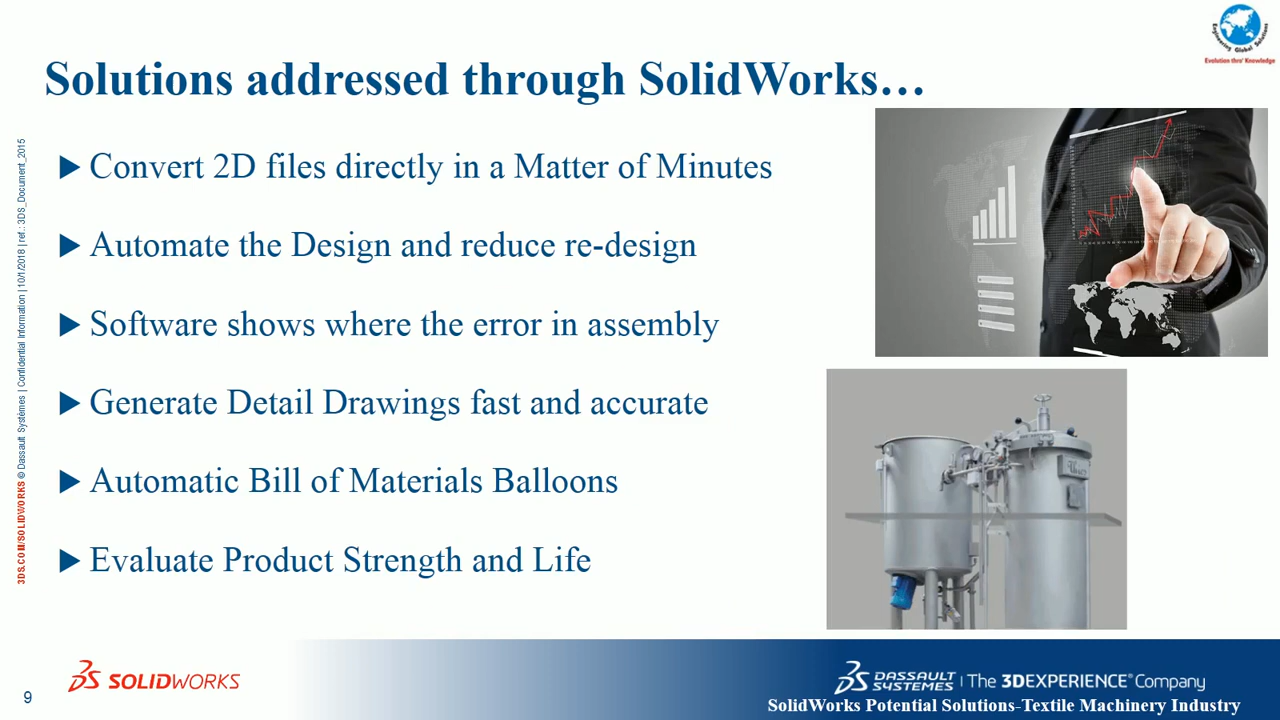 Engineering Global Solutions
Evolution thro' Knowledge
Solutions addressed through SolidWorks…
Convert 2D files directly in a Matter of Minutes
Automate the Design and reduce re-design
Software shows where the error in assembly
Generate Detail Drawings fast and accurate
Automatic Bill of Materials Balloons
Evaluate Product Strength and Life
3DS.COM/SOLIDWORKS © Dassault Systèmes | Confidential Information | 10/1/2018 | ref.: 3DS_Document_2015
9
SOLIDWORKS
DASSAULT SYSTEMES | The 3DEXPERIENCE® Company
SolidWorks Potential Solutions-Textile Machinery Industry